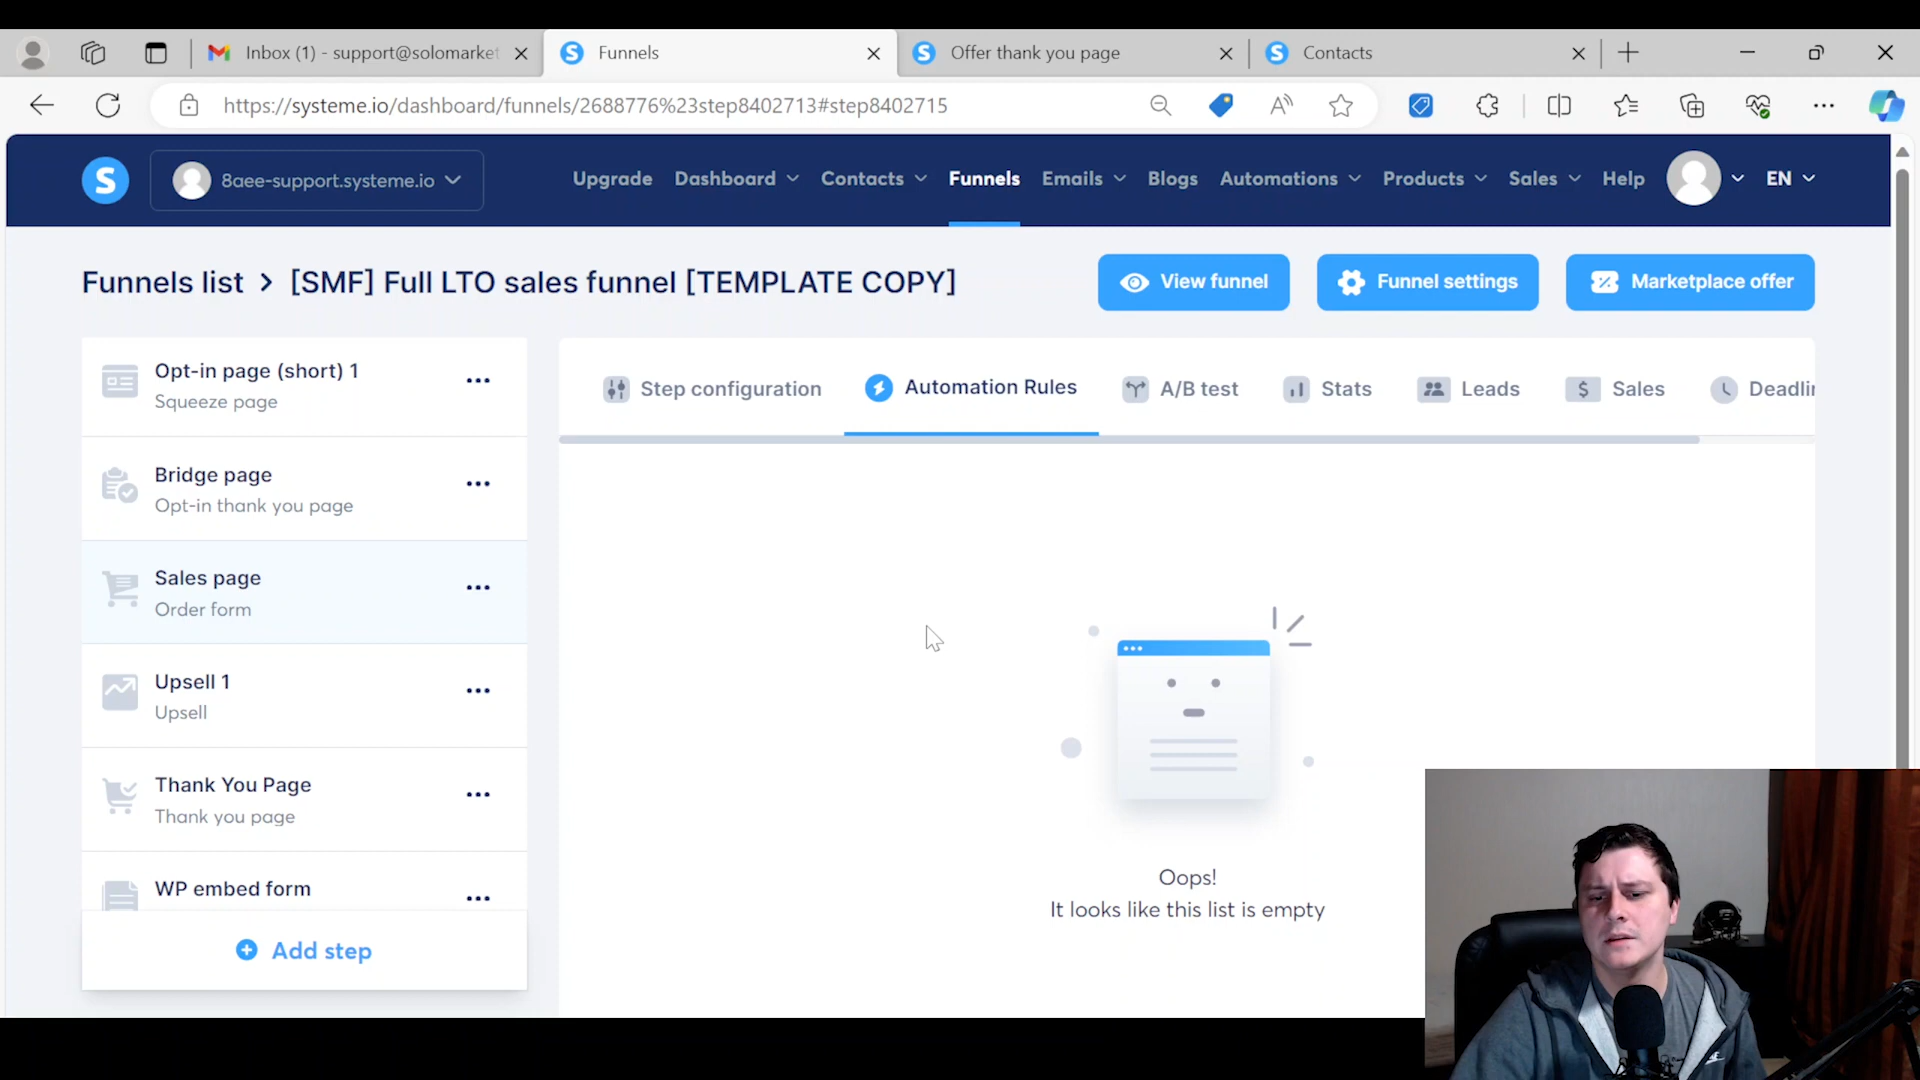 Inbox (1) - support@solomarket
Funnels
Offer thank you page
Contacts
https://systeme.io/dashboard/funnels/2688776%23step8402713#step8402715
S
8aee-support.systeme.io
Upgrade
Dashboard
Contacts
Funnels
Emails
Blogs
Automations
Products
Sales
Help
EN
Funnels list > [SMF] Full LTO sales funnel [TEMPLATE COPY]
View funnel
Funnel settings
Marketplace offer
Opt-in page (short) 1
Squeeze page
Bridge page
Opt-in thank you page
Sales page
Order form
Upsell 1
Upsell
Thank You Page
Thank you page
WP embed form
Add step
Step configuration
Automation Rules
A/B test
Stats
Leads
Sales
Deadlin
Oops!
It looks like this list is empty